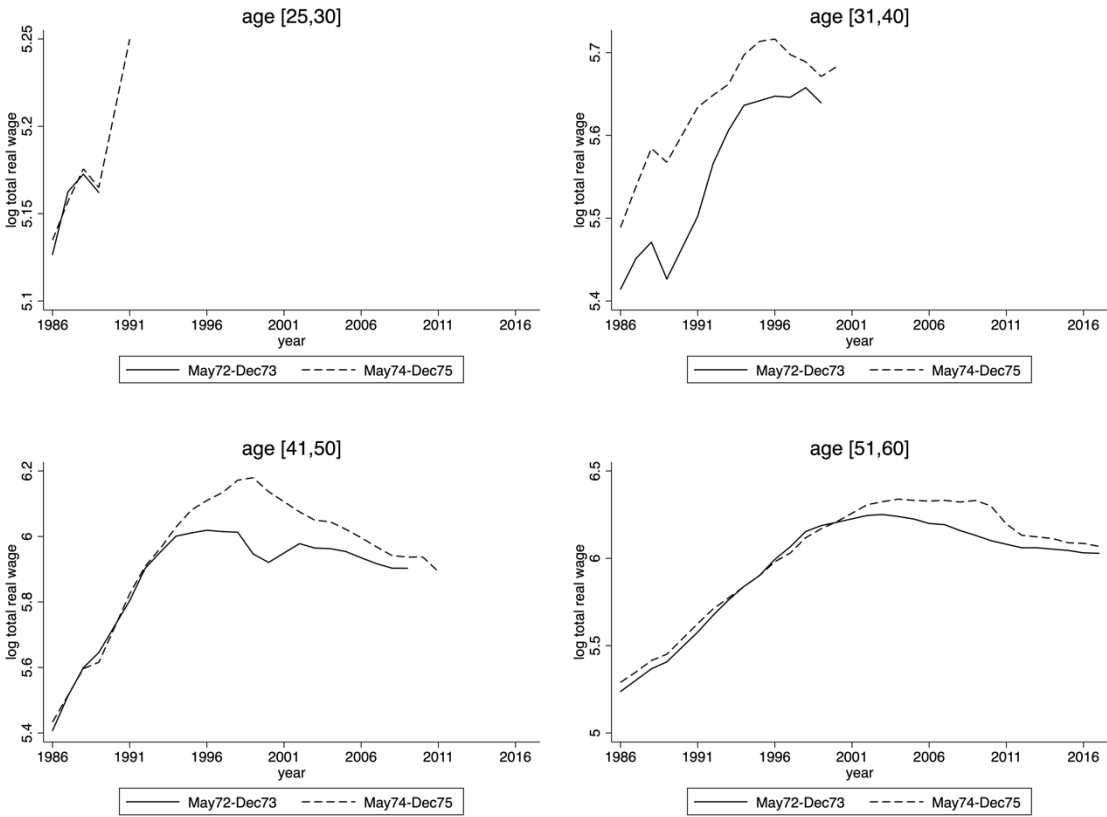 age [25,30]
log total real wage
5.25
5.2
5.15
5.1
1986 1991 1996 2001 2006 2011 2016
year
May72-Dec73 May74-Dec75
age [31,40]
log total real wage
5.7
5.6
5.5
5.4
1986 1991 1996 2001 2006 2011 2016
year
May72-Dec73 May74-Dec75
age [41,50]
log total real wage
6.2
6
5.8
5.6
5.4
1986 1991 1996 2001 2006 2011 2016
year
May72-Dec73 May74-Dec75
age [51,60]
log total real wage
6.5
6
5.5
5
1986 1991 1996 2001 2006 2011 2016
year
May72-Dec73 May74-Dec75